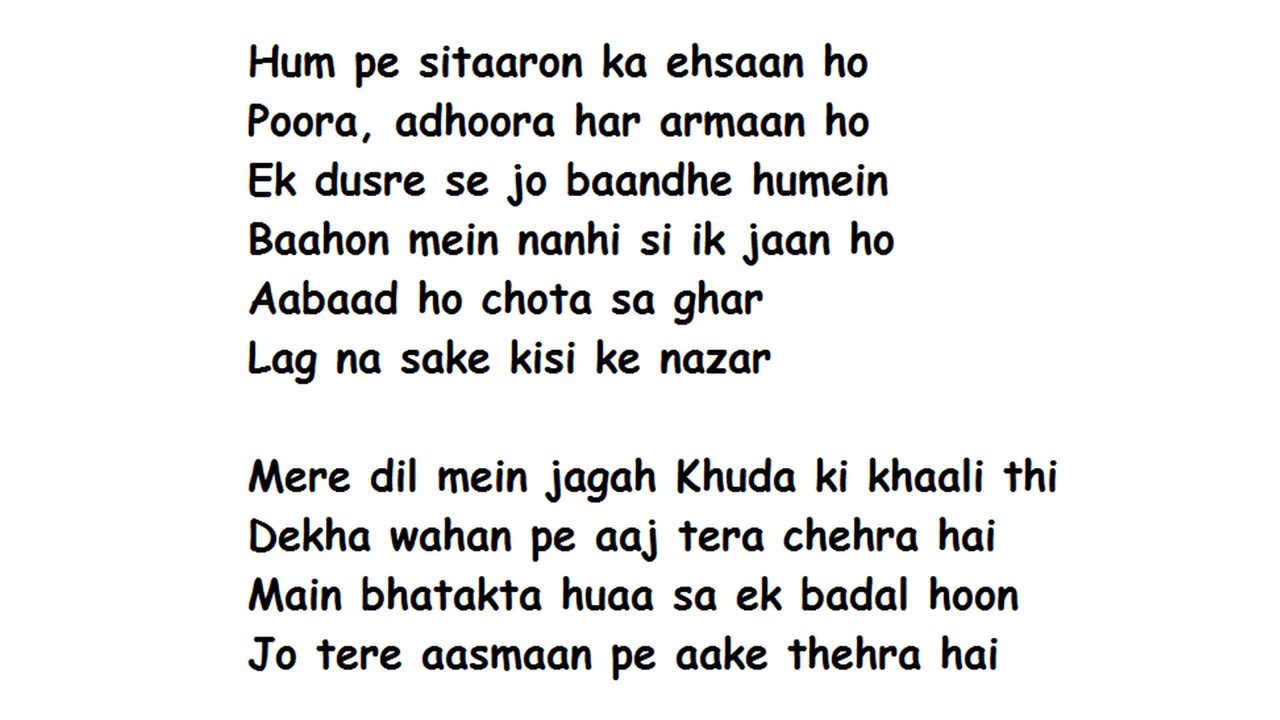 Hum pe sitaaron ka ehsaan ho
Poora, adhoora har armaan ho
Ek dusre se jo baandhe humein
Baahon mein nanhi si ik jaan ho
Aabaad ho chota sa ghar
Lag na sake kisi ke nazar
Mere dil mein jagah Khuda ki khaali thi
Dekha wahan pe aaj tera chehra hai
Main bhatakta huaa sa ek badal hoon
Jo tere aasmaan pe aake thehra hai